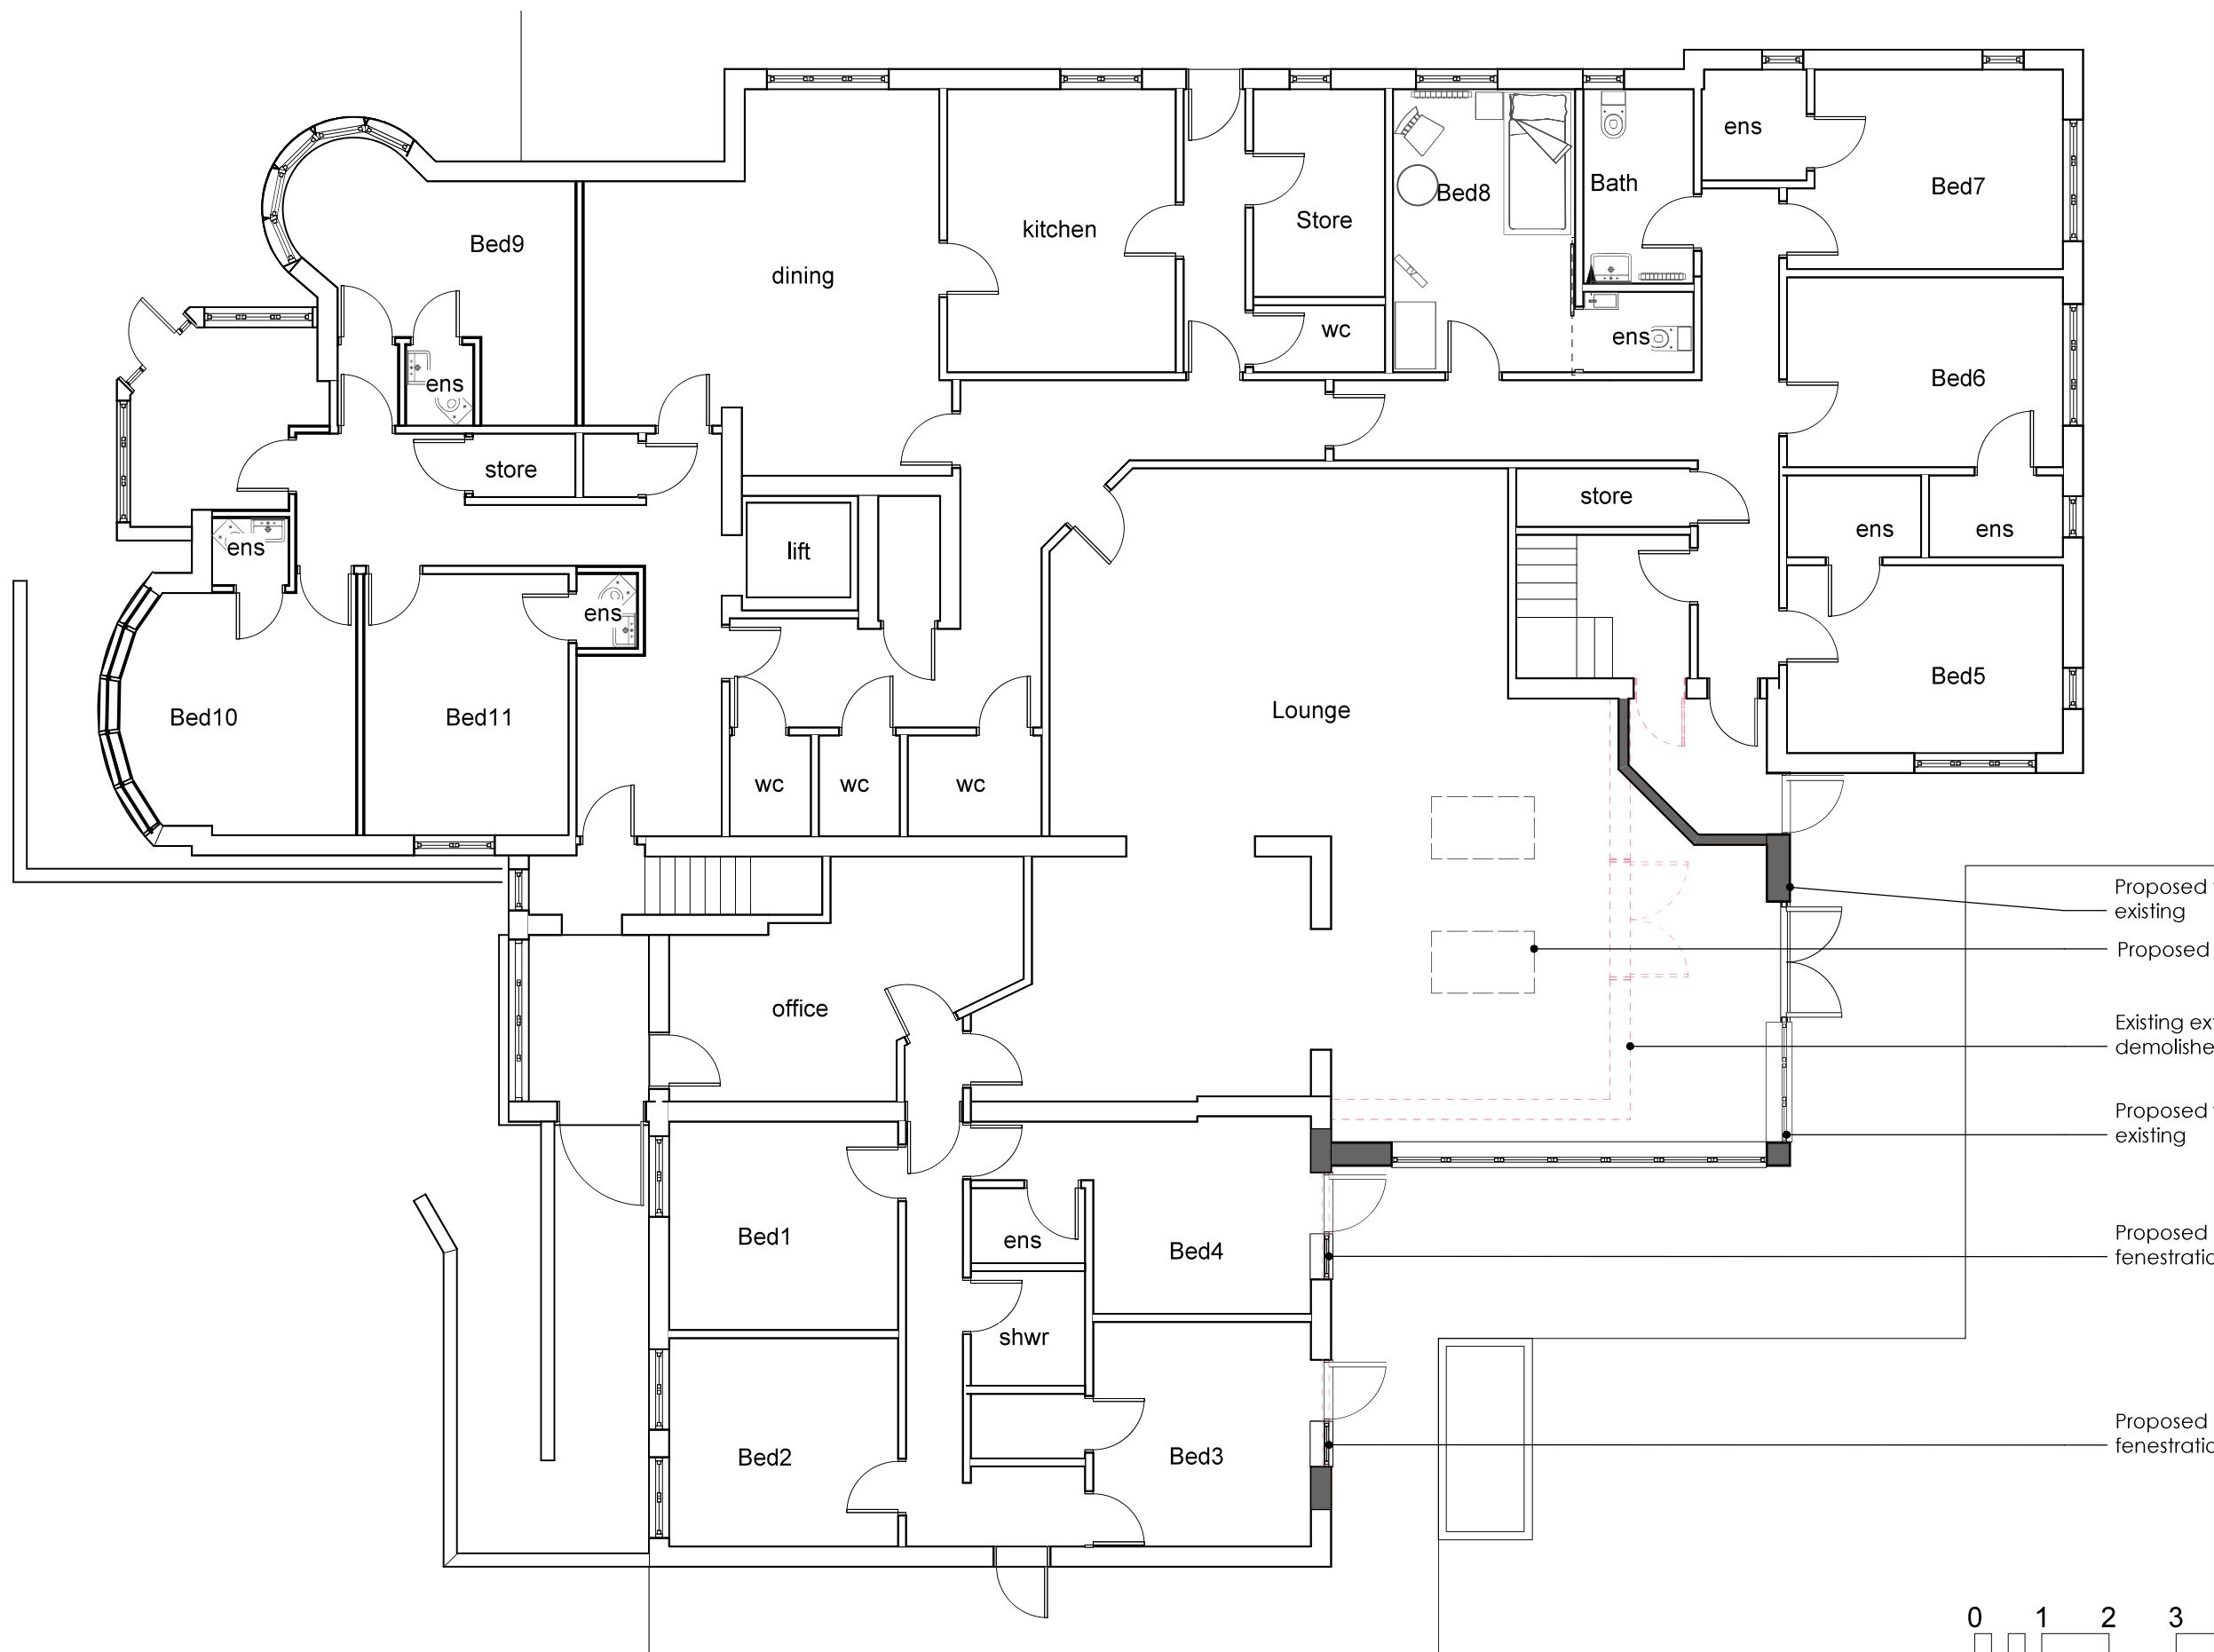 ens
Bed7
Bath
Bed8
Store
kitchen
Bed9
dining
wc
ens
Bed6
ens
store
store
ens
ens
ens
lift
ens
Bed5
Lounge
Bed10
Bed11
wc
wc
wc
Proposed
existing
Proposed
office
Existing
demolishe
Proposed
existing
Bed1
ens
Bed4
Proposed
fenestratio
shwr
Bed2
Bed3
Proposed
fenestratio
0 1 2 3